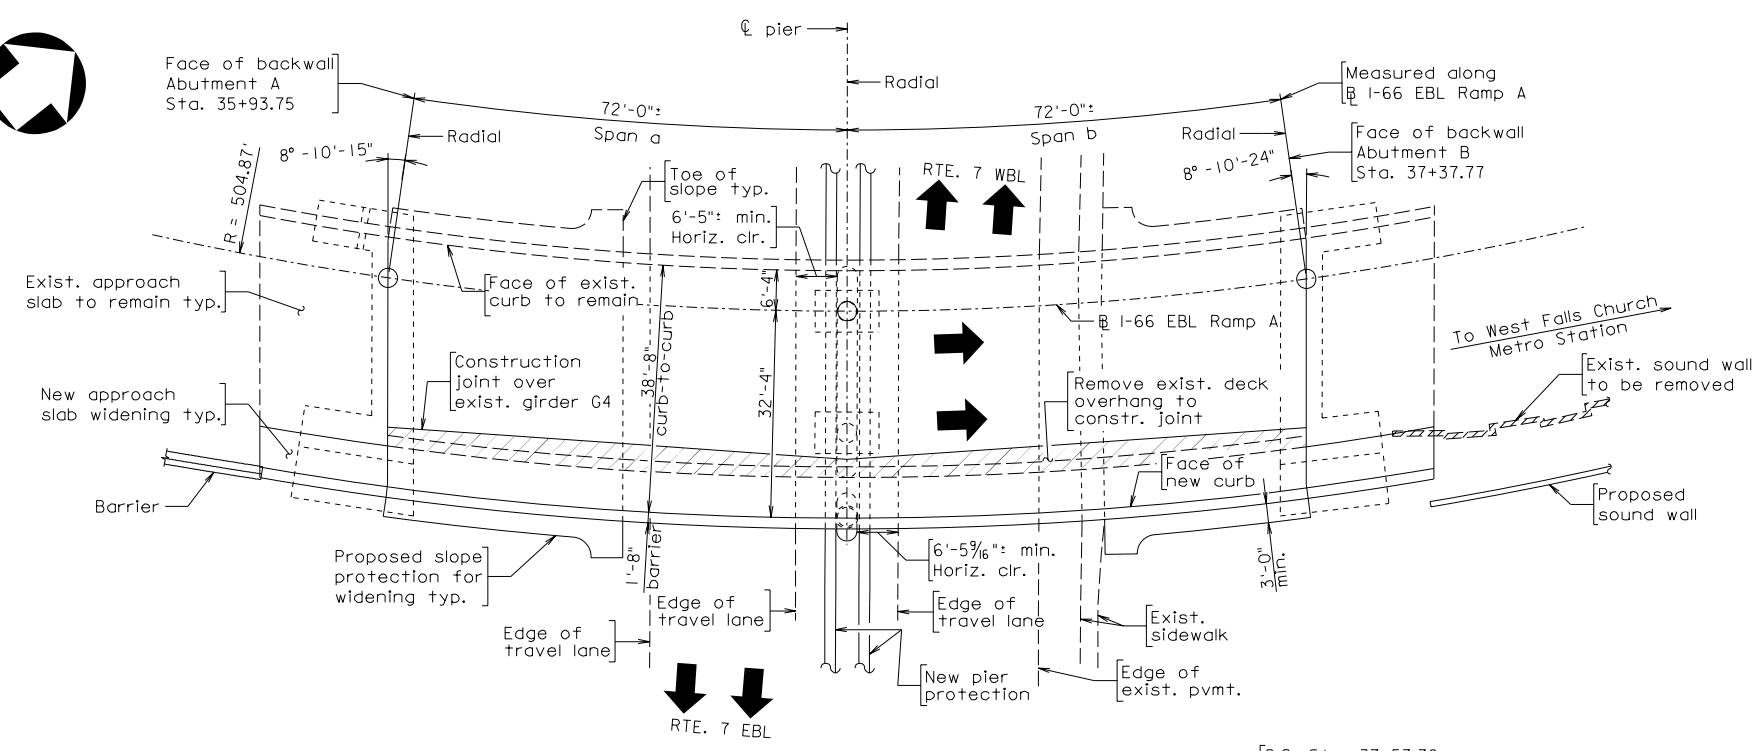 ℄ pier
Face of backwall
Abutment A
Sta. 35+93.75
Radial
Measured along
℄ I-66 EBL Ramp A
72'-0"±
Span a
72'-0"±
Span b
Radial
Radial
Face of backwall
Abutment B
Sta. 37+37.77
8° -10'-15"
8° -10'-24"
R = 504.87'
Toe of
slope typ.
RTE. 7 WBL
6'-5"± min.
Horiz. clr.
Exist. approach
slab to remain typ.
Face of exist.
curb to remain
6'-4"
B I-66 EBL Ramp A
To West Falls Church
Metro Station
Construction
joint over
exist. girder G4
38'-8"
curb-to-curb
32'-4"
Remove exist. deck
overhang to
constr. joint
Exist. sound wall
to be removed
New approach
slab widening typ.
Face of
new curb
Barrier
Proposed
sound wall
Proposed slope
protection for
widening typ.
1'-8"
barrier
6'-5 9/16"± min.
Horiz. clr.
3'-0"
min.
Edge of
travel lane
Edge of
travel lane
Exist.
sidewalk
Edge of
travel lane
New pier
protection
Edge of
exist. pvmt.
RTE. 7 EBL